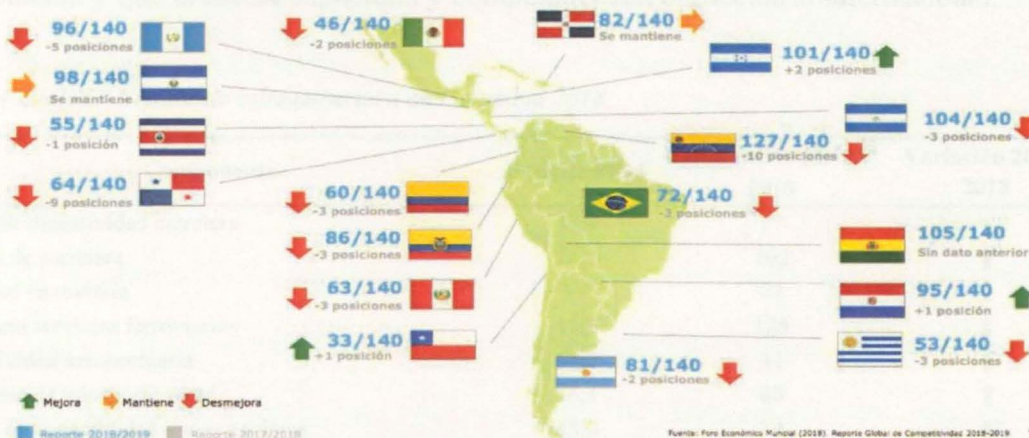 96/140
-5 posiciones
46/140
-2 posiciones
82/140
Se mantiene
101/140
+2 posiciones
98/140
Se mantiene
55/140
-1 posición
104/140
-3 posiciones
127/140
-10 posiciones
64/140
-9 posiciones
60/140
-3 posiciones
72/140
-3 posiciones
86/140
-3 posiciones
105/140
Sin dato anterior
63/140
-3 posiciones
95/140
+1 posición
33/140
+1 posición
53/140
-3 posiciones
81/140
-2 posiciones
Mejora Mantiene Desmejora
Reporte 2018/2019 Reporte 2017/2018
Fuente: Foro Económico Mundial (2018). Reporte Global de Competitividad 2018-2019.